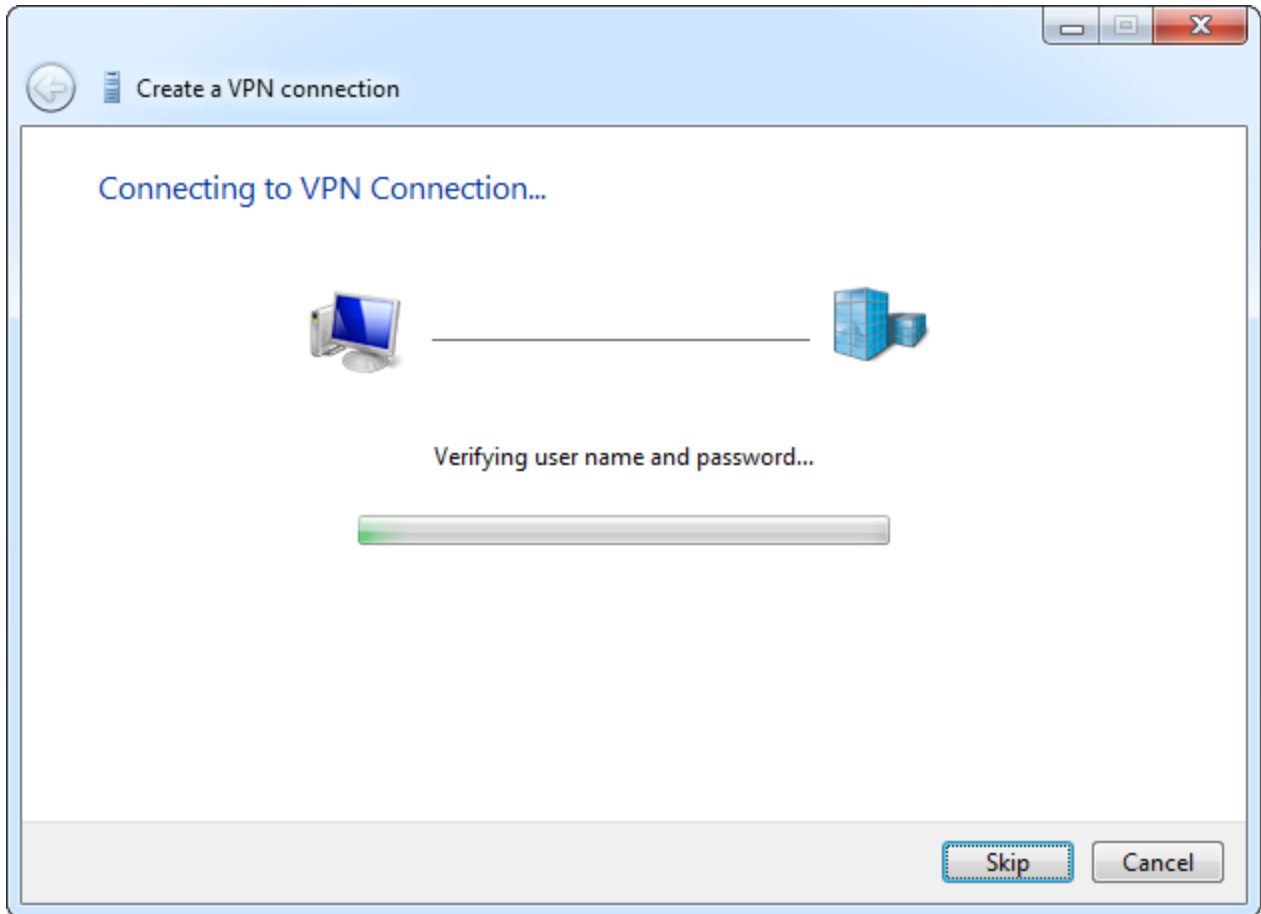 Create a VPN connection
Connecting to VPN Connection...
Verifying user name and password...
Skip
Cancel